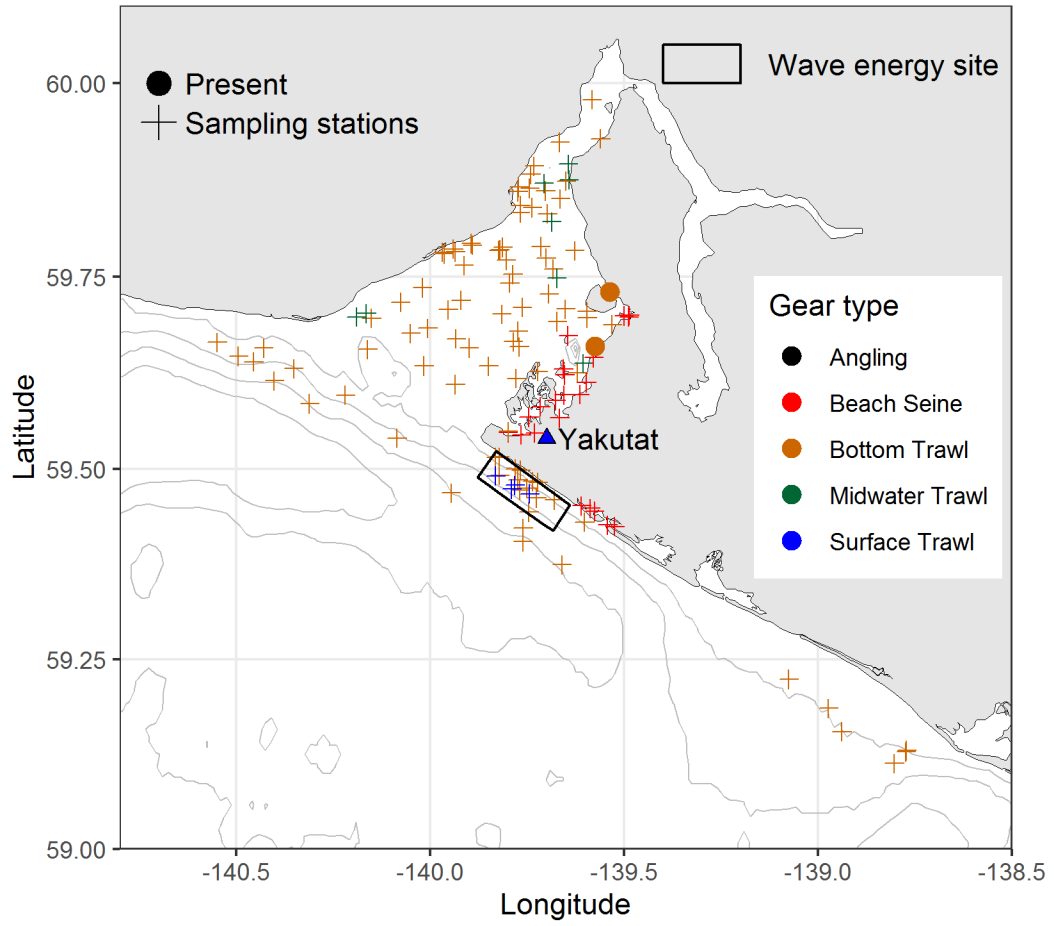 60.00
59.75
59.50
59.25
59.00
Latitude
Present
Sampling stations
Wave energy site
Yakutat
Gear type
Angling
Beach Seine
Bottom Trawl
Midwater Trawl
Surface Trawl
-140.5
-140.0
-139.5
-139.0
-138.5
Longitude